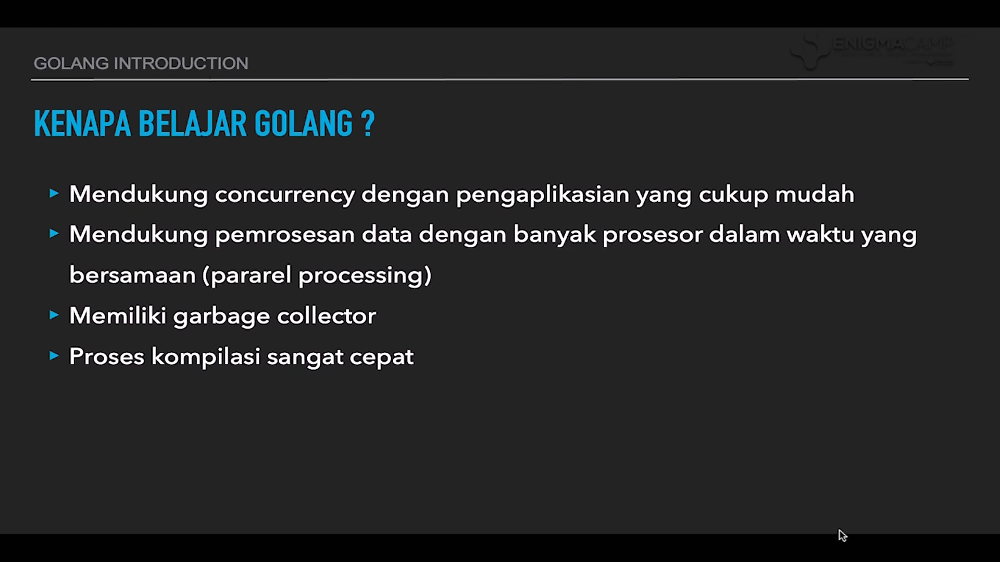 ENIGMACAMP
GOLANG INTRODUCTION
KENAPA BELAJAR GOLANG ?
Mendukung concurrency dengan pengaplikasian yang cukup mudah
Mendukung pemrosesan data dengan banyak prosesor dalam waktu yang
bersamaan (pararel processing)
Memiliki garbage collector
Proses kompilasi sangat cepat